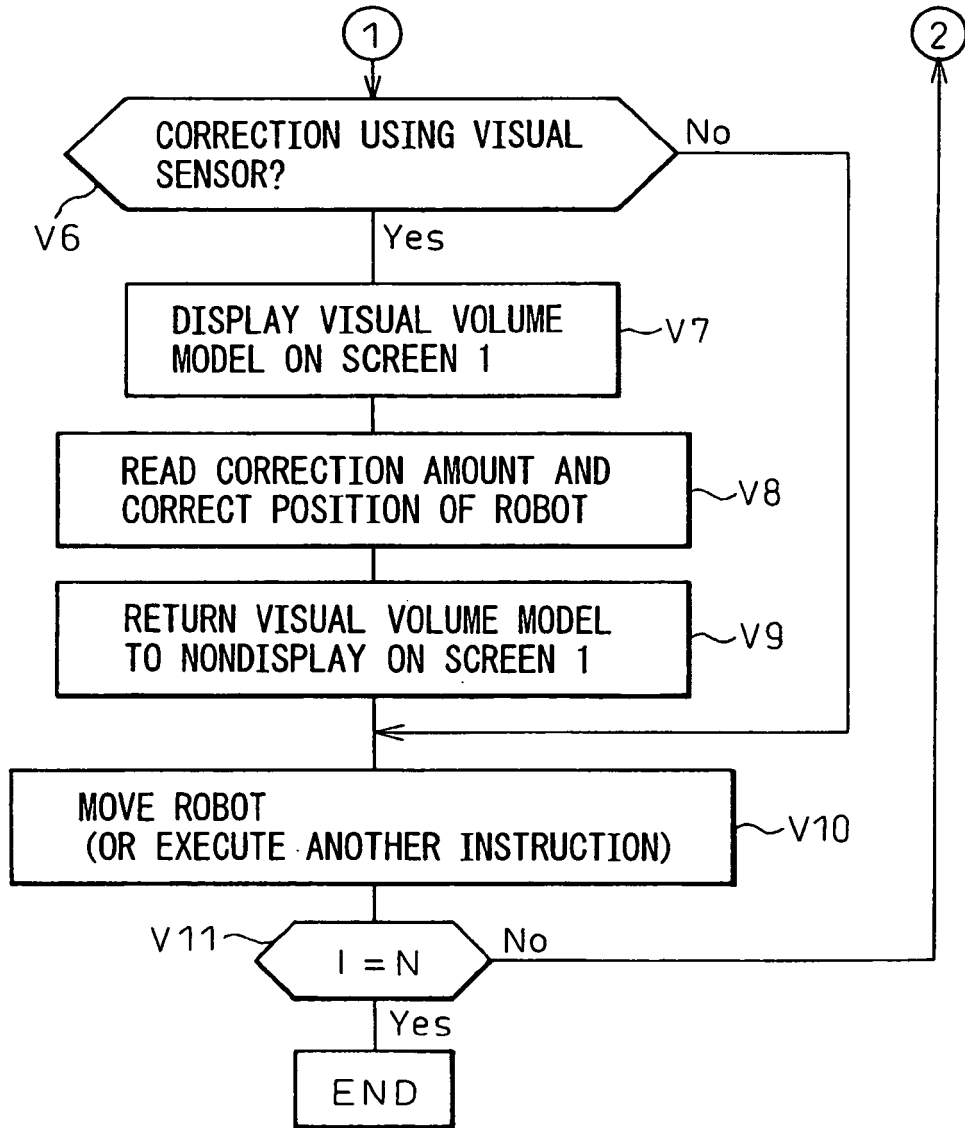 1
2
CORRECTION USING VISUAL
SENSOR?
No
V6
Yes
DISPLAY VISUAL VOLUME
MODEL ON SCREEN 1
V7
READ CORRECTION AMOUNT AND
CORRECT POSITION OF ROBOT
V8
RETURN VISUAL VOLUME MODEL
TO NONDISPLAY ON SCREEN 1
V9
MOVE ROBOT
(OR EXECUTE ANOTHER INSTRUCTION)
V10
V11
I = N
No
Yes
END